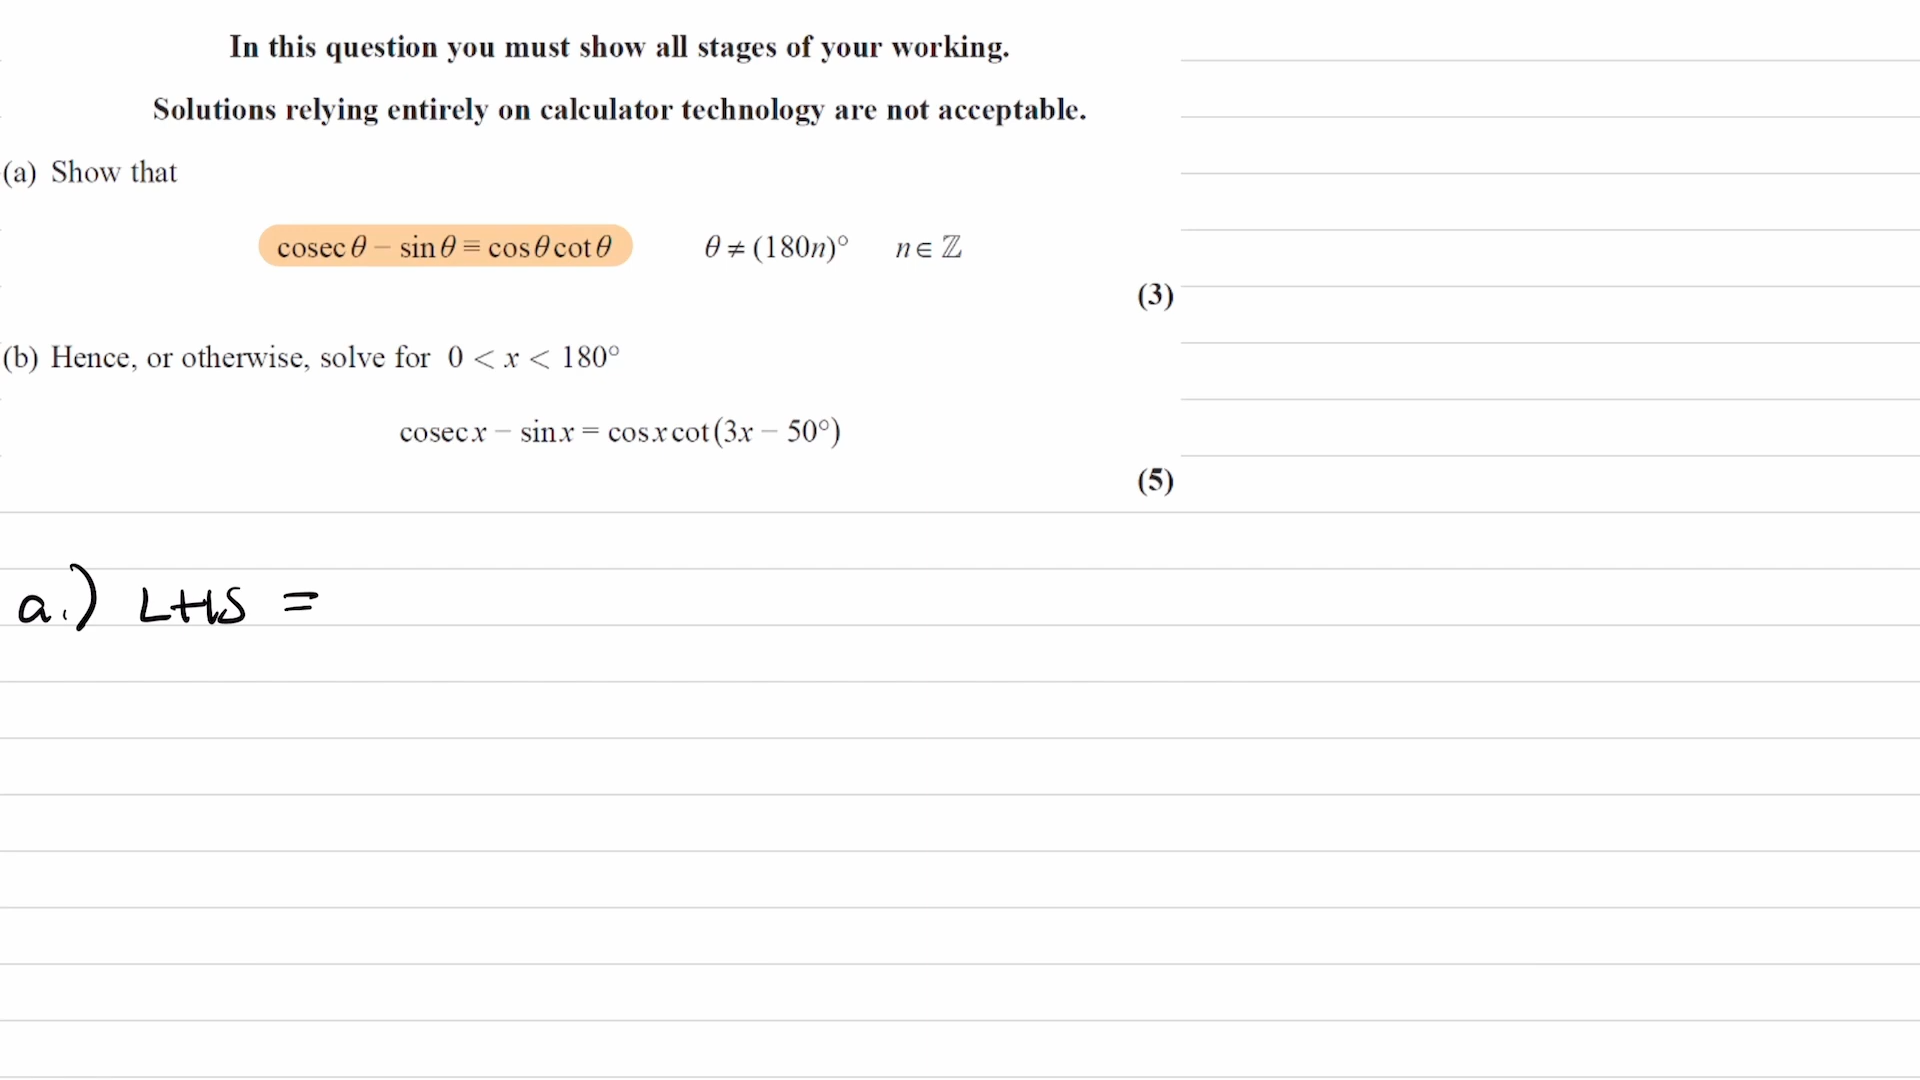 In this question you must show all stages of your working.
Solutions relying entirely on calculator technology are not acceptable.
(a) Show that
cosec θ − sin θ ≡ cos θ cot θ θ ≠ (180n)° n ∈ ℤ
(3)
(b) Hence, or otherwise, solve for 0 < x < 180°
cosec x − sin x = cos x cot (3x − 50°)
(5)
a.) LHS =